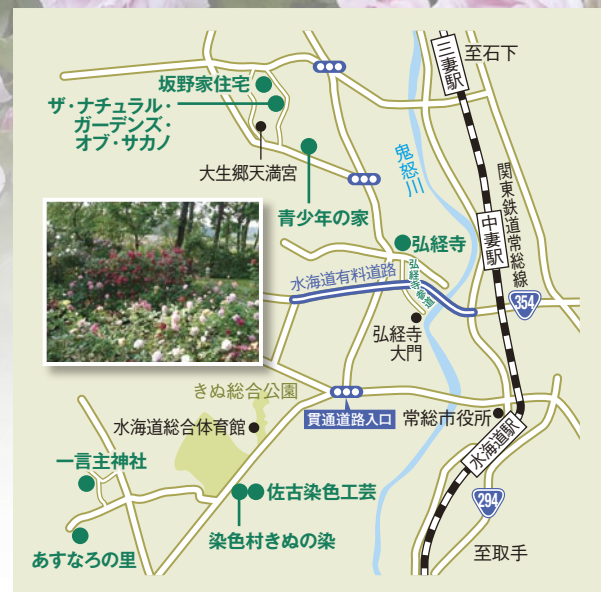 三妻駅
至石下
坂野家住宅
ザ・ナチュラル・
ガーデンズ・
オブ・サカノ
大生郷天満宮
鬼怒川
関東鉄道常総線
青少年の家
弘経寺
中妻駅
水海道有料道路
354
弘経寺
大門
きぬ総合公園
貫通道路入口
常総市役所
水海道総合体育館
水海道駅
一言主神社
佐古染色工芸
294
染色村きぬの染
あすなろの里
至取手